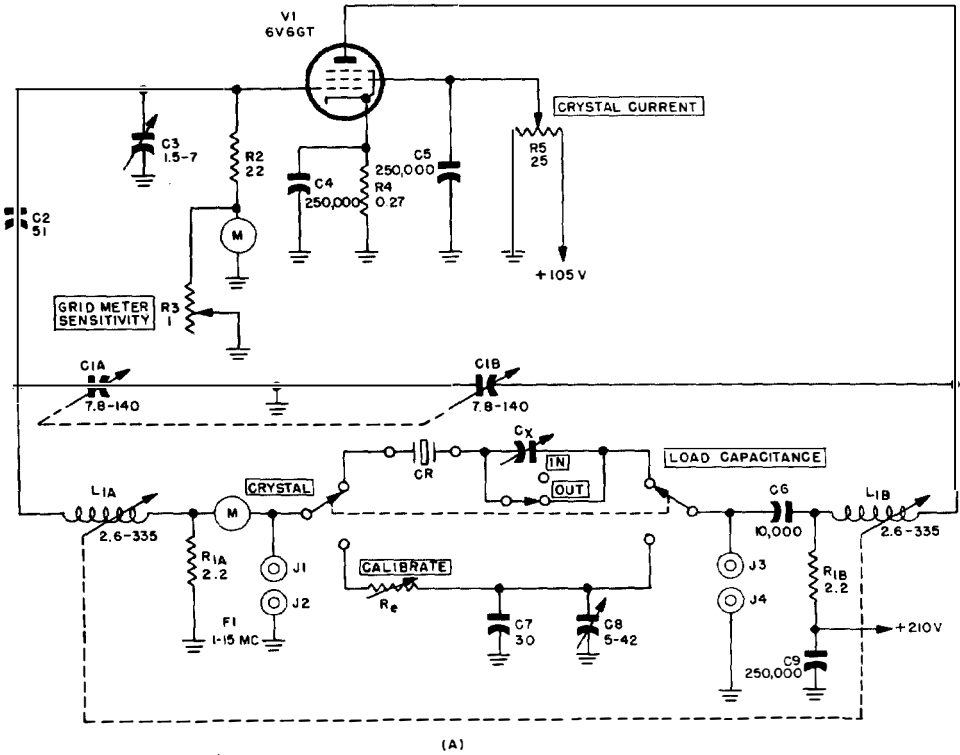 V1
6V6GT
C3
1.5-7
R2
22
C4
250,000
R4
0.27
C5
250,000
CRYSTAL CURRENT
R5
25
+105V
C2
51
M
GRID METER
SENSITIVITY
R3
1
C1A
7.8-140
C1B
7.8-140
CX
IN
OUT
CR
LOAD CAPACITANCE
L1A
2.6-335
M
CRYSTAL
C6
10,000
L1B
2.6-335
R1A
2.2
J1
J2
F1
1-15 MC
CALIBRATE
Re
C7
30
C8
5-42
J3
J4
R1B
2.2
+210V
C9
250,000
(A)